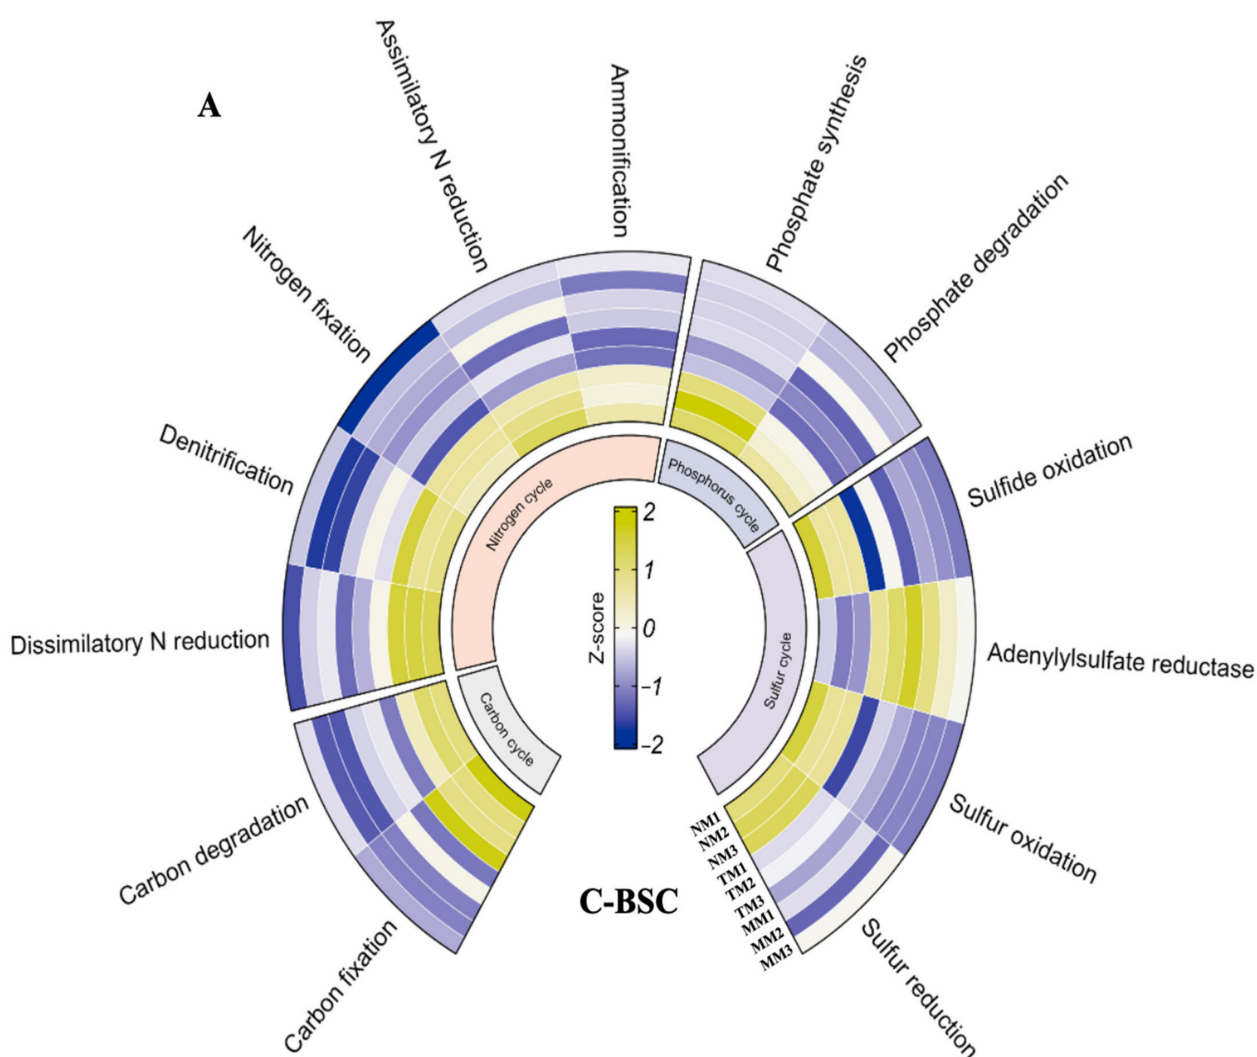 A
Assimilatory N reduction
Ammonification
Phosphate synthesis
Phosphate degradation
Nitrogen fixation
Denitrification
Sulfide oxidation
Dissimilatory N reduction
Adenylylsulfate reductase
Carbon degradation
Sulfur oxidation
Carbon fixation
Sulfur reduction
Nitrogen cycle
Phosphorus cycle
Carbon cycle
Sulfur cycle
Z-score
2
1
0
−1
−2
C-BSC
NM1
NM2
NM3
TM1
TM2
TM3
MM1
MM2
MM3